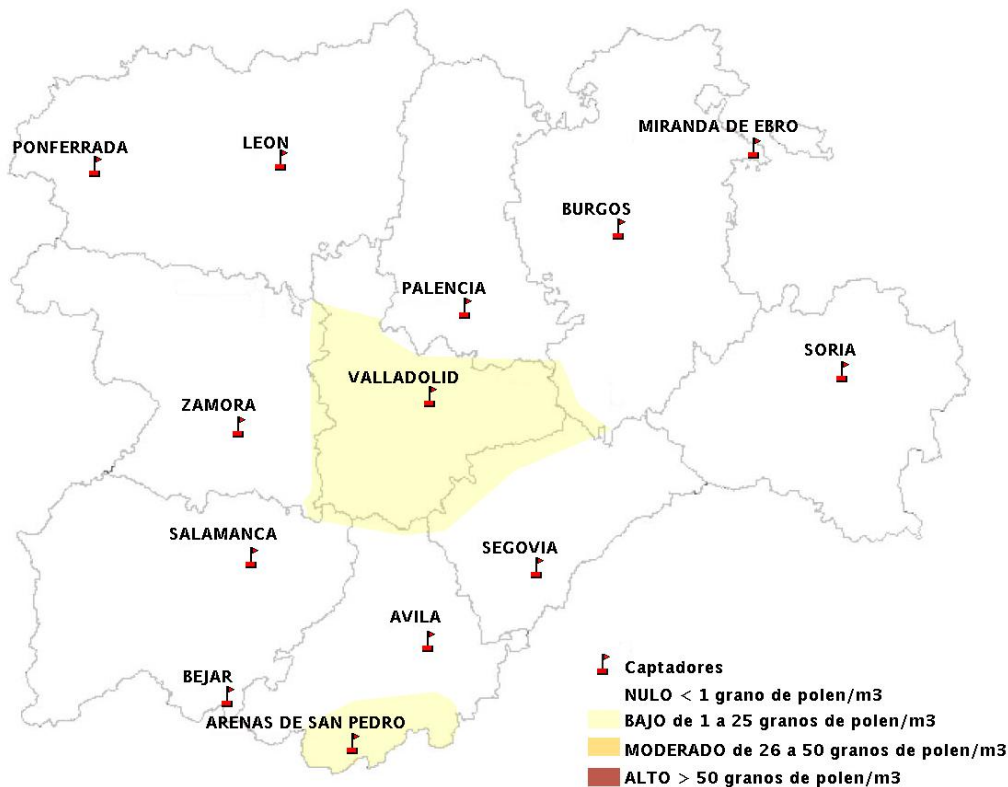 MIRANDA DE EBRO
PONFERRADA
LEON
BURGOS
PALENCIA
SORIA
VALLADOLID
ZAMORA
SALAMANCA
SEGOVIA
AVILA
BEJAR
ARENAS DE SAN PEDRO
Captadores
NULO < 1 grano de polen/m3
BAJO de 1 a 25 granos de polen/m3
MODERADO de 26 a 50 granos de polen/m3
ALTO > 50 granos de polen/m3